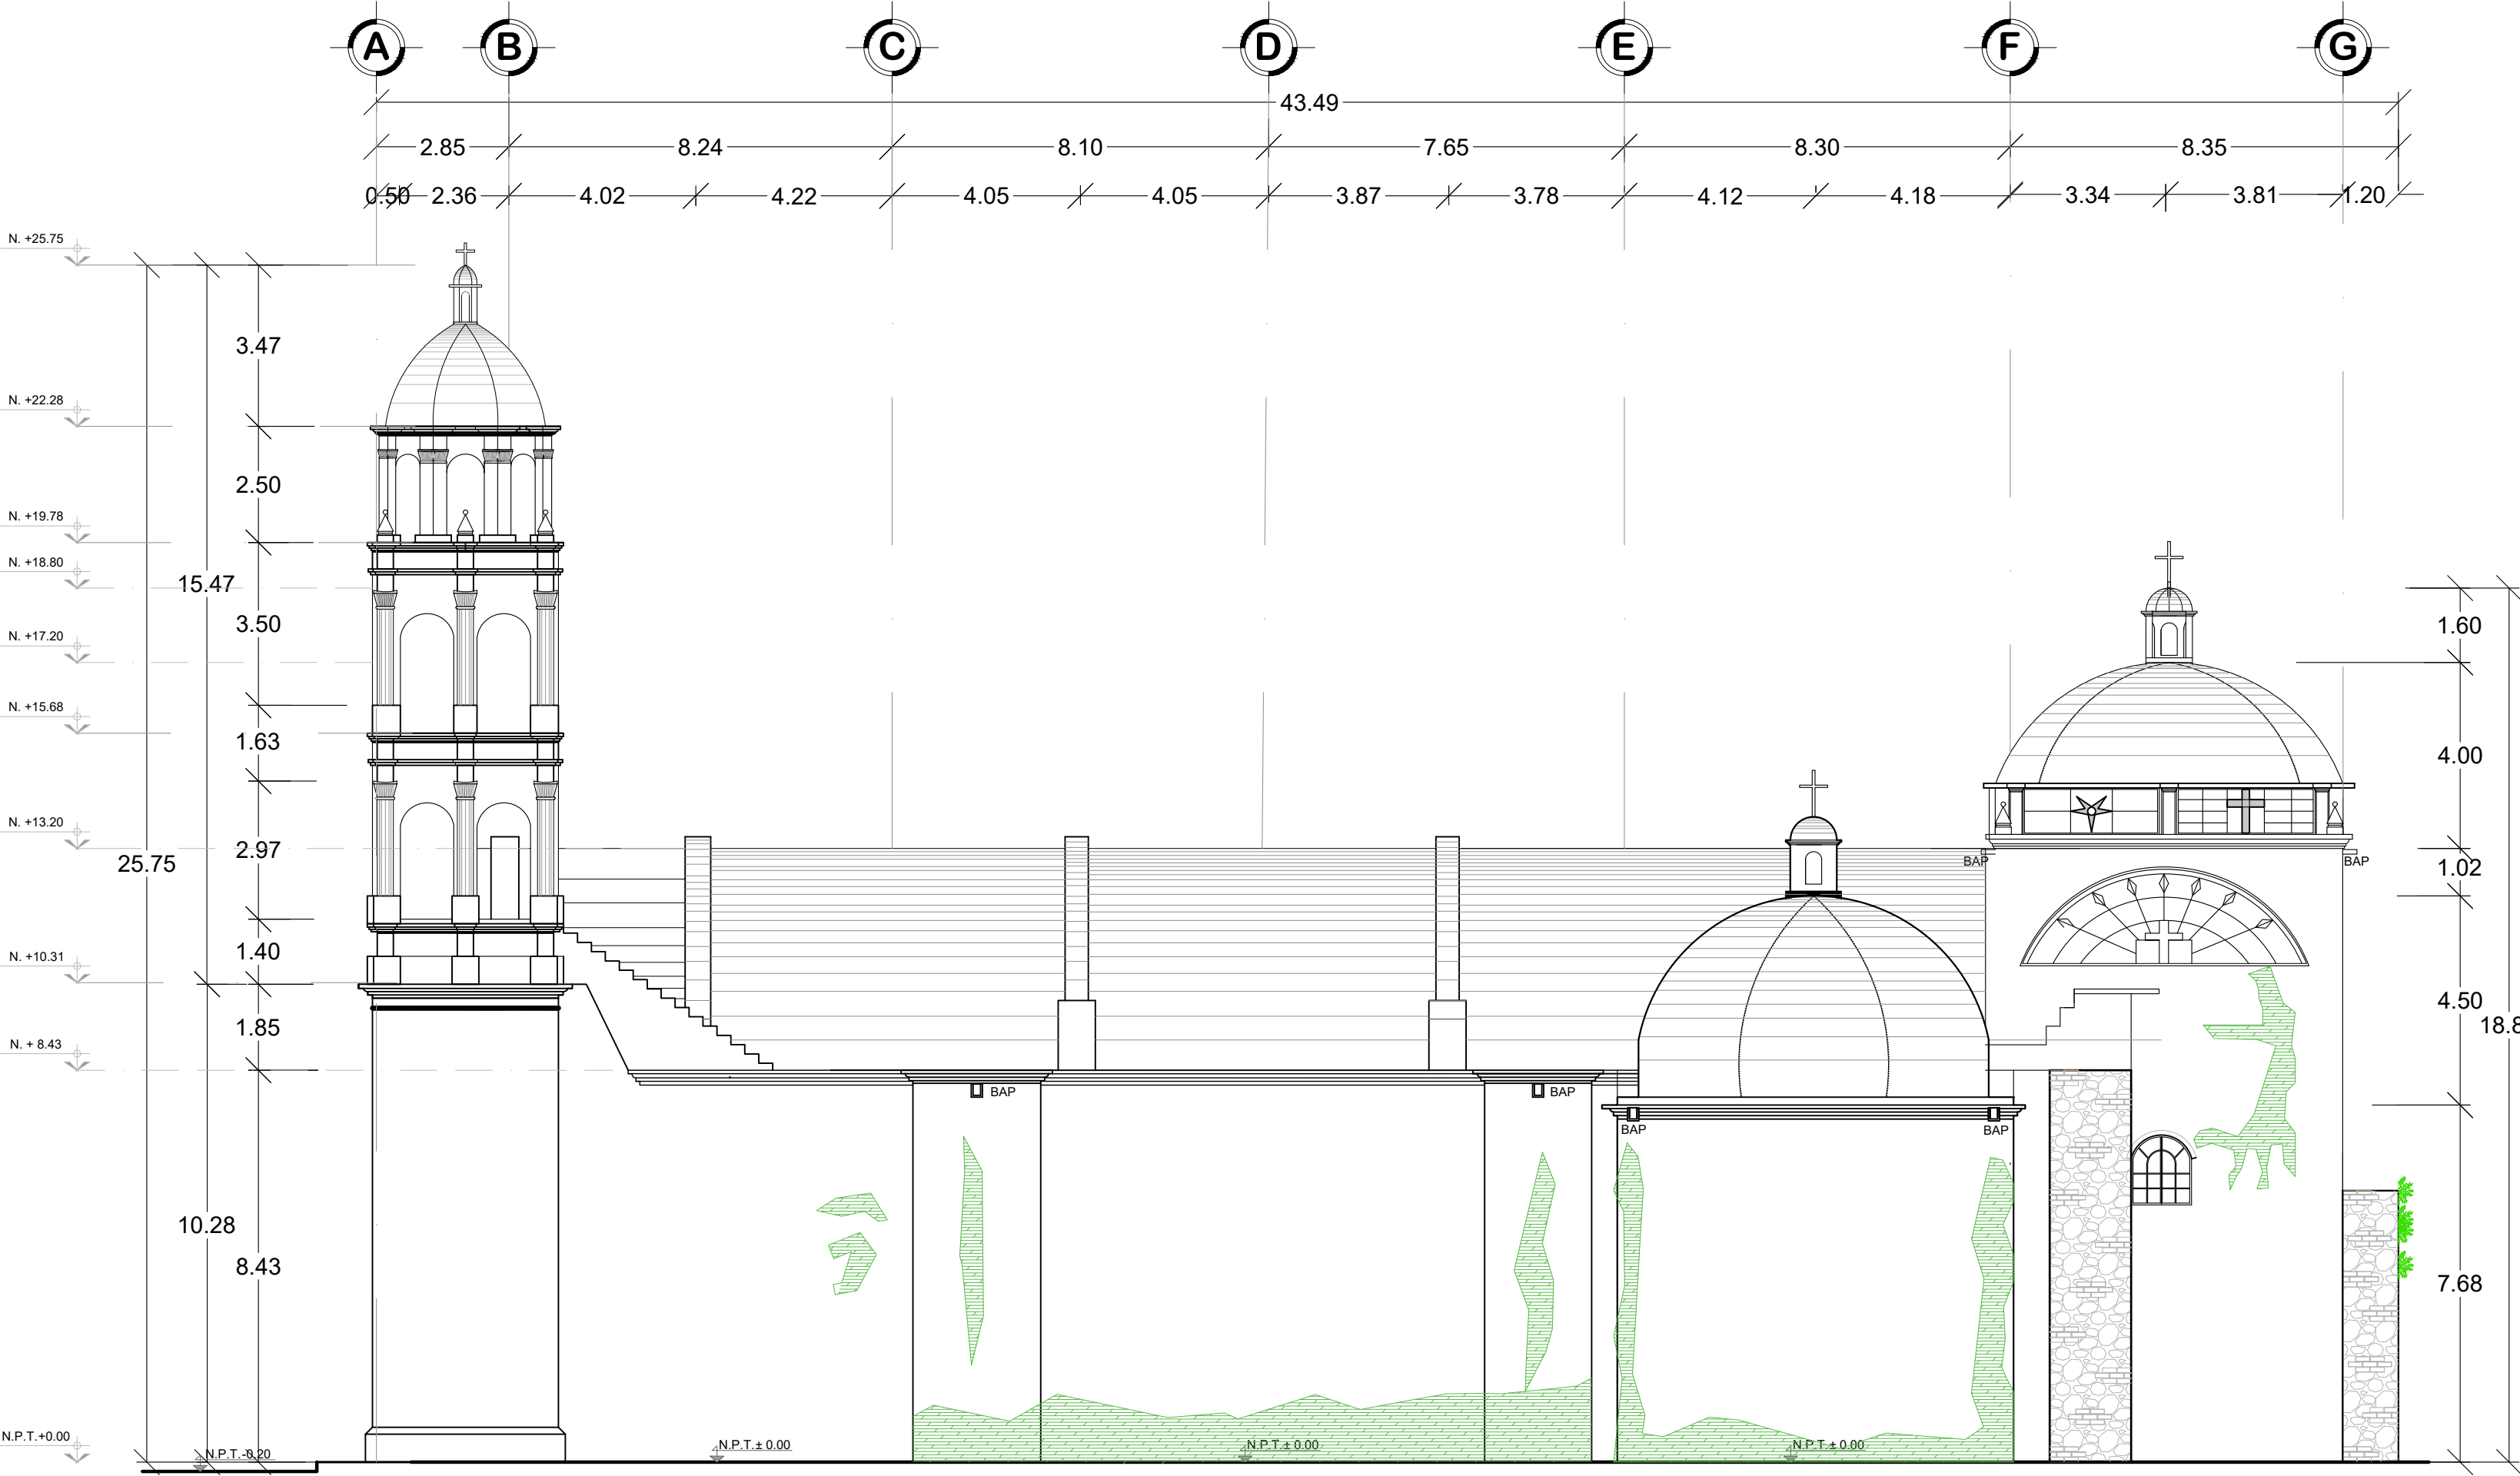 A B C D E F G
43.49
2.85 8.24 8.10 7.65 8.30 8.35
0.50 2.36 4.02 4.22 4.05 4.05 3.87 3.78 4.12 4.18 3.34 3.81 1.20
N. +25.75
3.47
N. +22.28
2.50
N. +19.78
N. +18.80
15.47
3.50
1.60
N. +17.20
N. +15.68
1.63
4.00
N. +13.20
25.75
2.97
BAP
BAP
1.02
N. +10.31
1.40
4.50
1.85
18.8
N. + 8.43
BAP
BAP
BAP
BAP
10.28
8.43
7.68
N.P.T.+0.00
N.P.T.-0.20
N.P.T.± 0.00
N.P.T.± 0.00
N.P.T.± 0.00